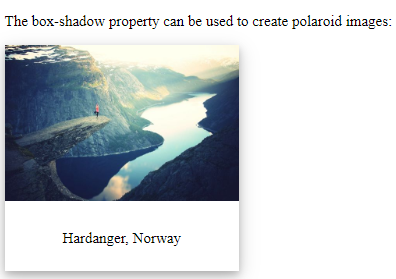 The box-shadow property can be used to create polaroid images:
Hardanger, Norway